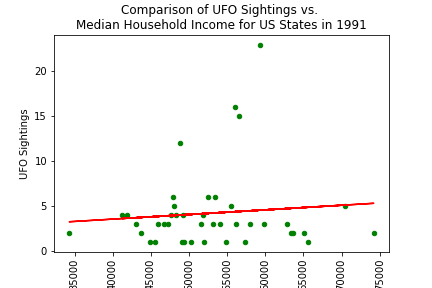 Comparison of UFO Sightings vs.
Median Household Income for US States in 1991
UFO Sightings
20
15
10
5
0
35000 40000 45000 50000 55000 60000 65000 70000 75000